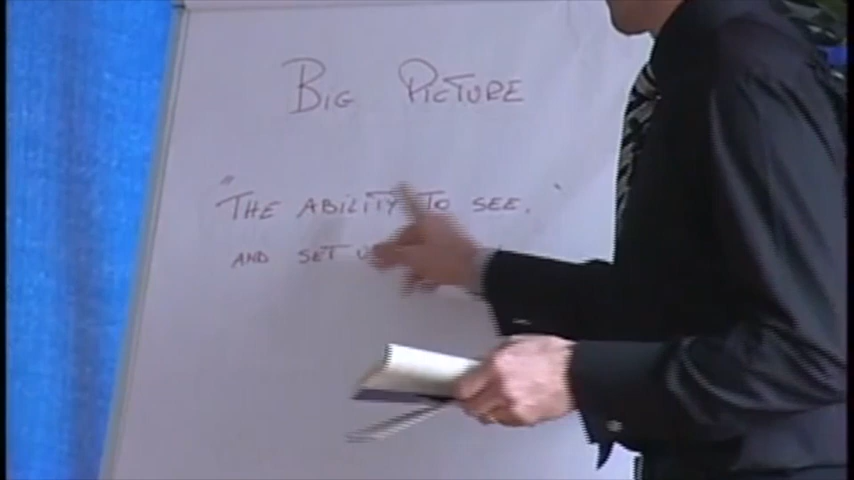 BIG PICTURE
"THE ABILITY TO SEE.
AND SET